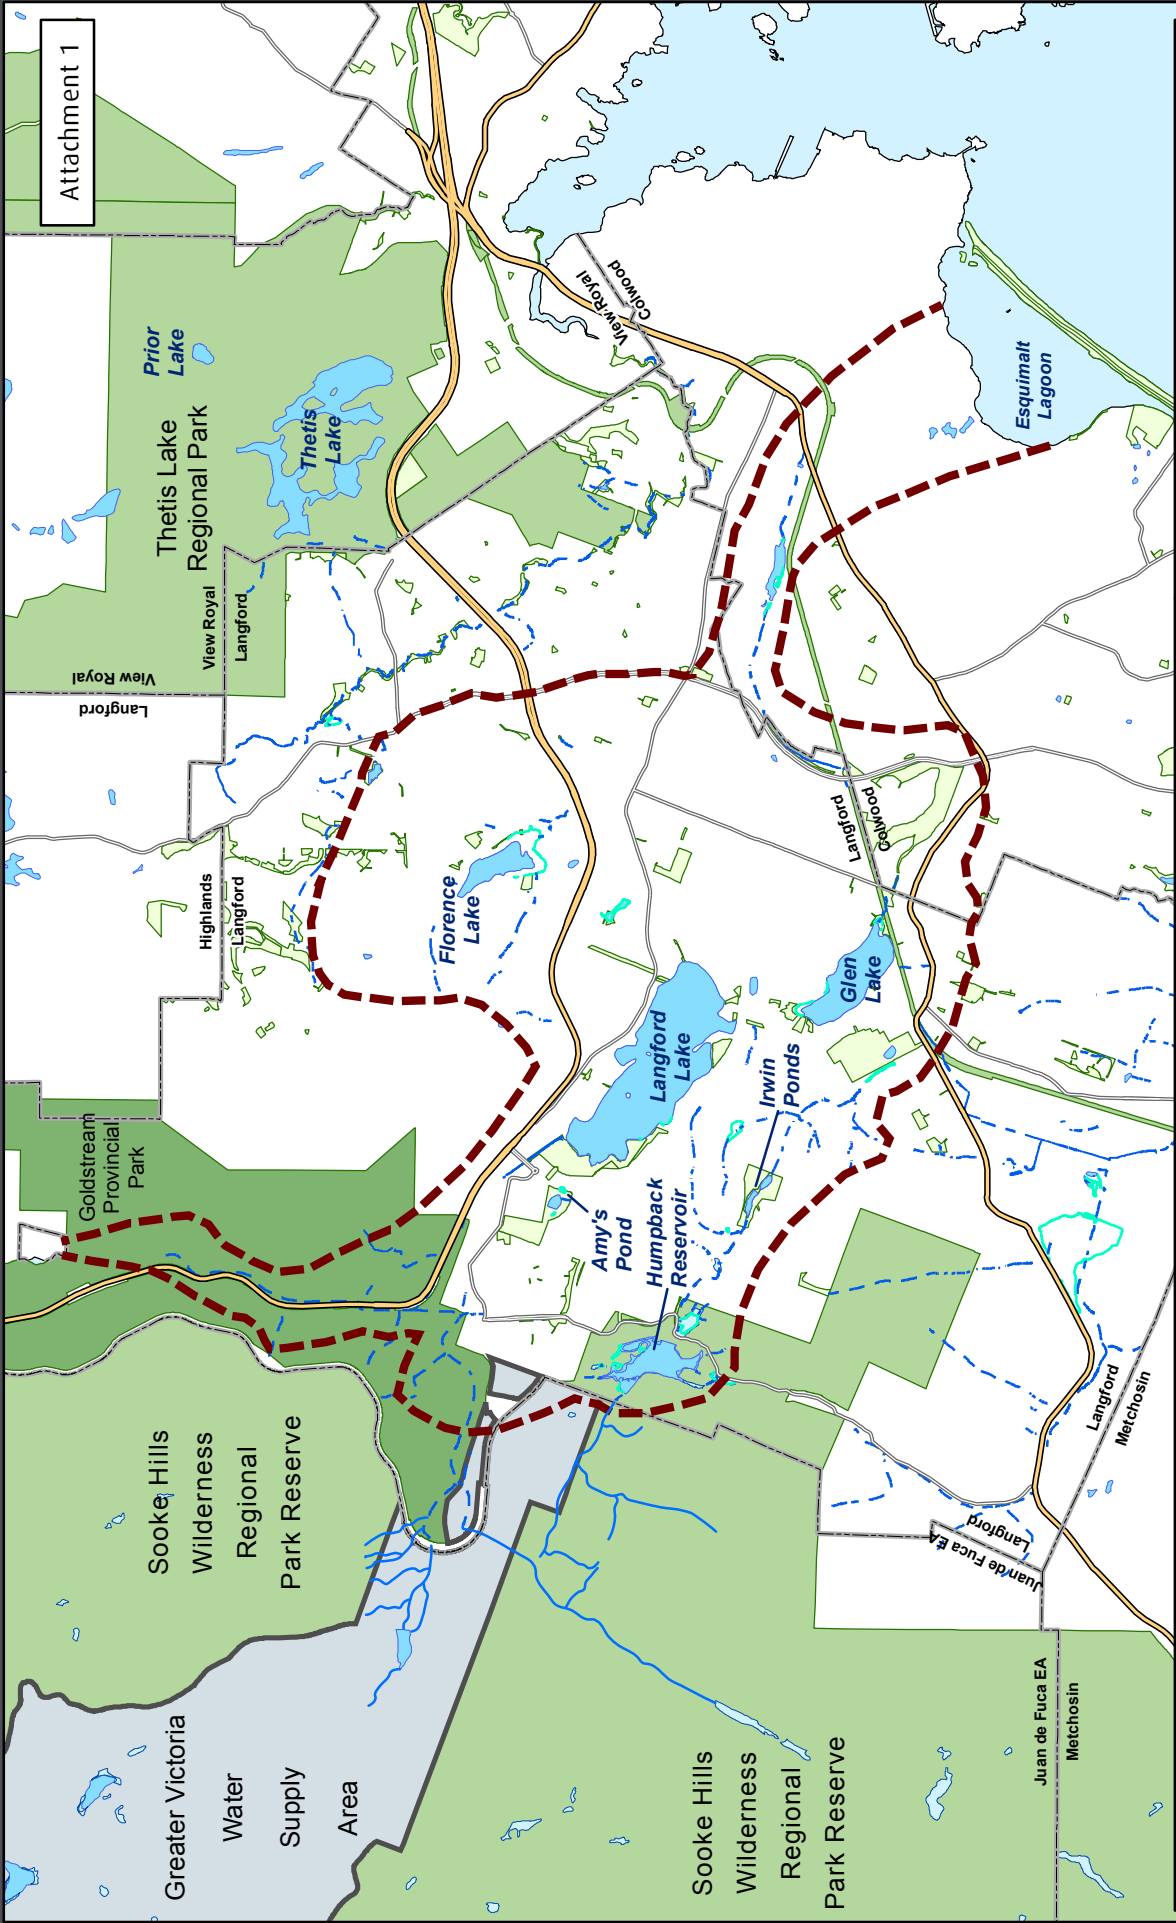 Attachment 1
Greater Victoria
Water
Supply
Area
Sooke Hills
Wilderness
Regional
Park Reserve
Goldstream
Provincial
Park
Highlands
Langford
Langford
View Royal
View Royal
Langford
Thetis Lake
Regional Park
Prior
Lake
Thetis
Lake
Florence
Lake
Langford
Lake
Glen
Lake
Irwin
Ponds
Amy's
Pond
Humpback
Reservoir
View Royal
Colwood
Langford
Colwood
Esquimalt
Lagoon
Sooke Hills
Wilderness
Regional
Park Reserve
Juan de Fuca EA
Langford
Langford
Metchosin
Juan de Fuca EA
Metchosin